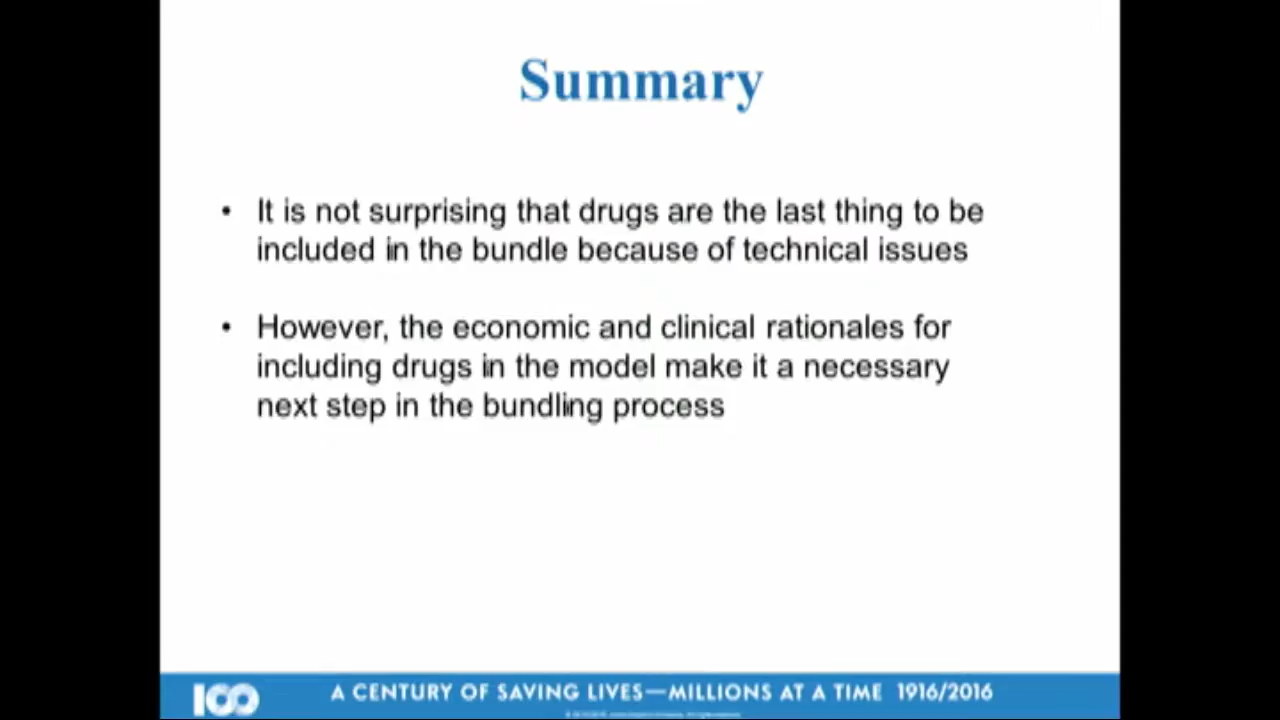 Summary
• It is not surprising that drugs are the last thing to be
included in the bundle because of technical issues
• However, the economic and clinical rationales for
including drugs in the model make it a necessary
next step in the bundling process
100 A CENTURY OF SAVING LIVES—MILLIONS AT A TIME 1916/2016